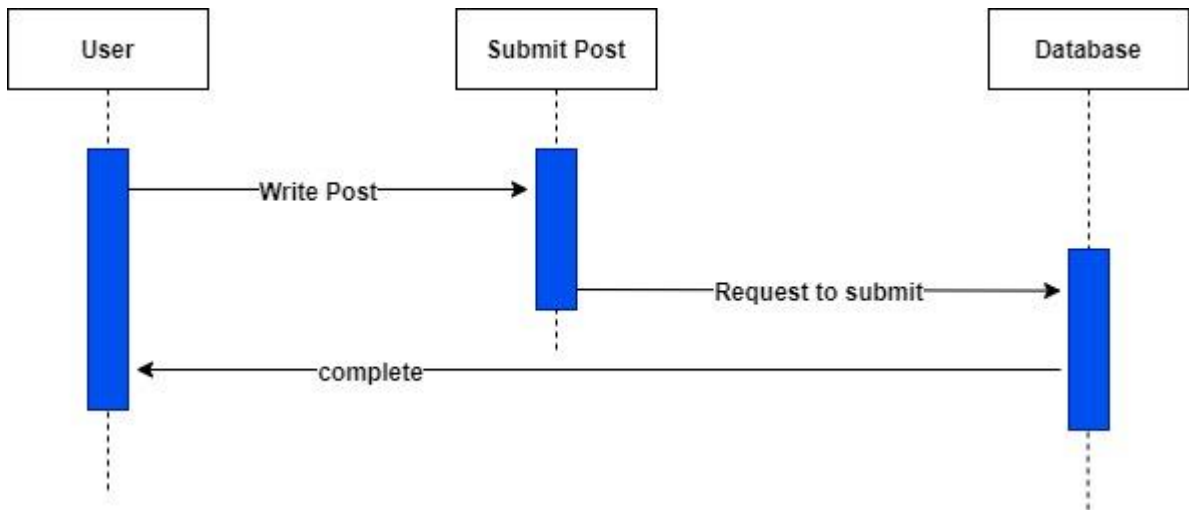 User
Submit Post
Database
Write Post
Request to submit
complete